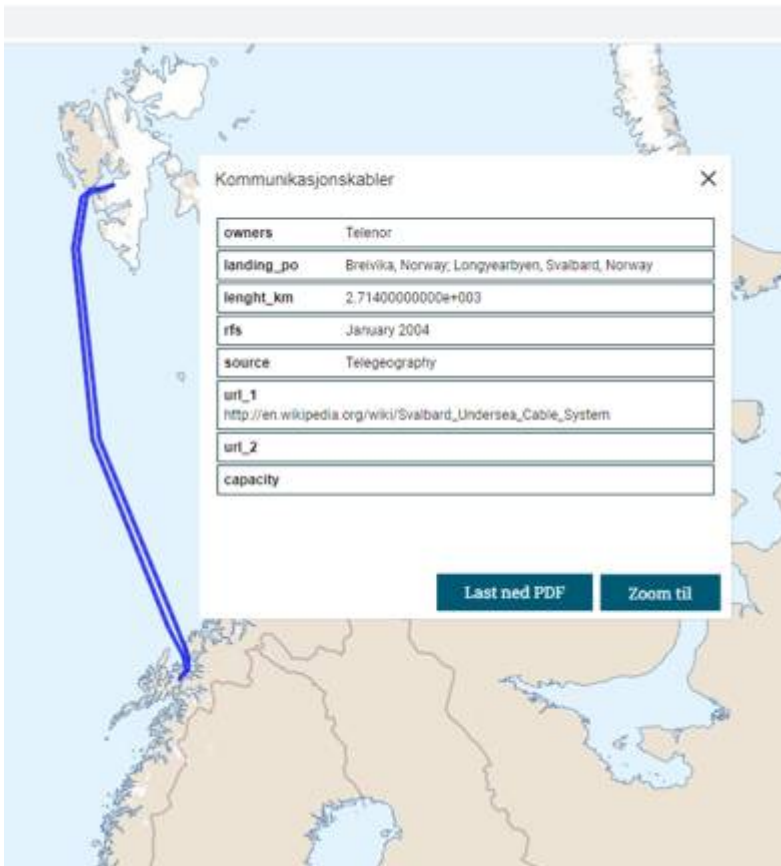 Kommunikasjonskabler
owners Telenor
landing_po Breivika, Norway; Longyearbyen, Svalbard, Norway
lenght_km 2.71400000000e+003
rfs January 2004
source Telegeography
url_1
http://en.wikipedia.org/wiki/Svalbard_Undersea_Cable_System
url_2
capacity
Last ned PDF Zoom til